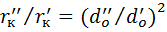 r″ₖ/r′ₖ = (d″ₒ/d′ₒ)²